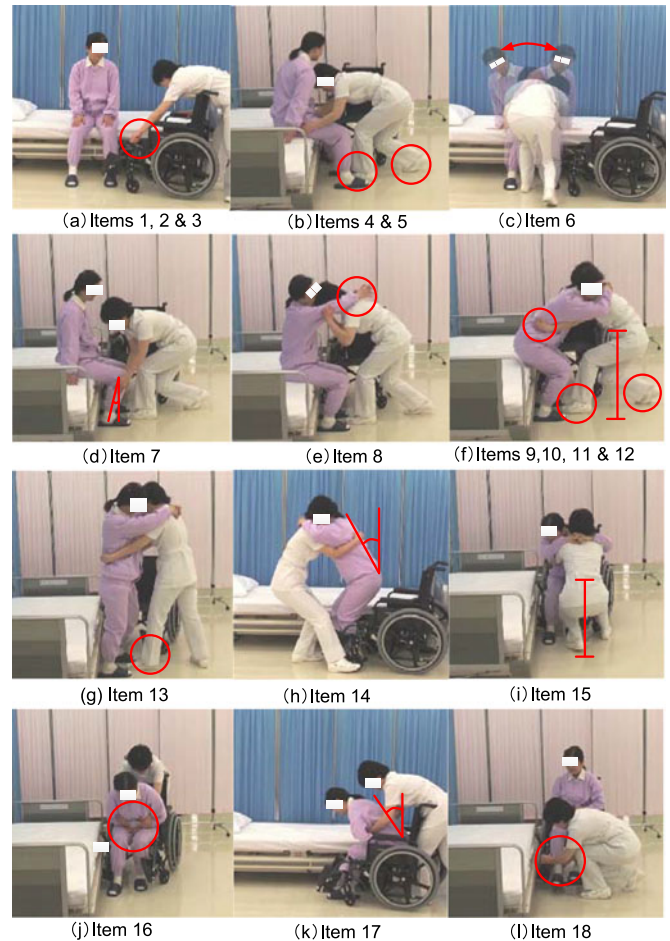 (a)Items 1, 2 & 3
(b)Items 4 & 5
(c)Item 6
(d)Item 7
(e)Item 8
(f)Items 9,10, 11 & 12
(g)Item 13
(h)Item 14
(i)Item 15
(j)Item 16
(k)Item 17
(l)Item 18